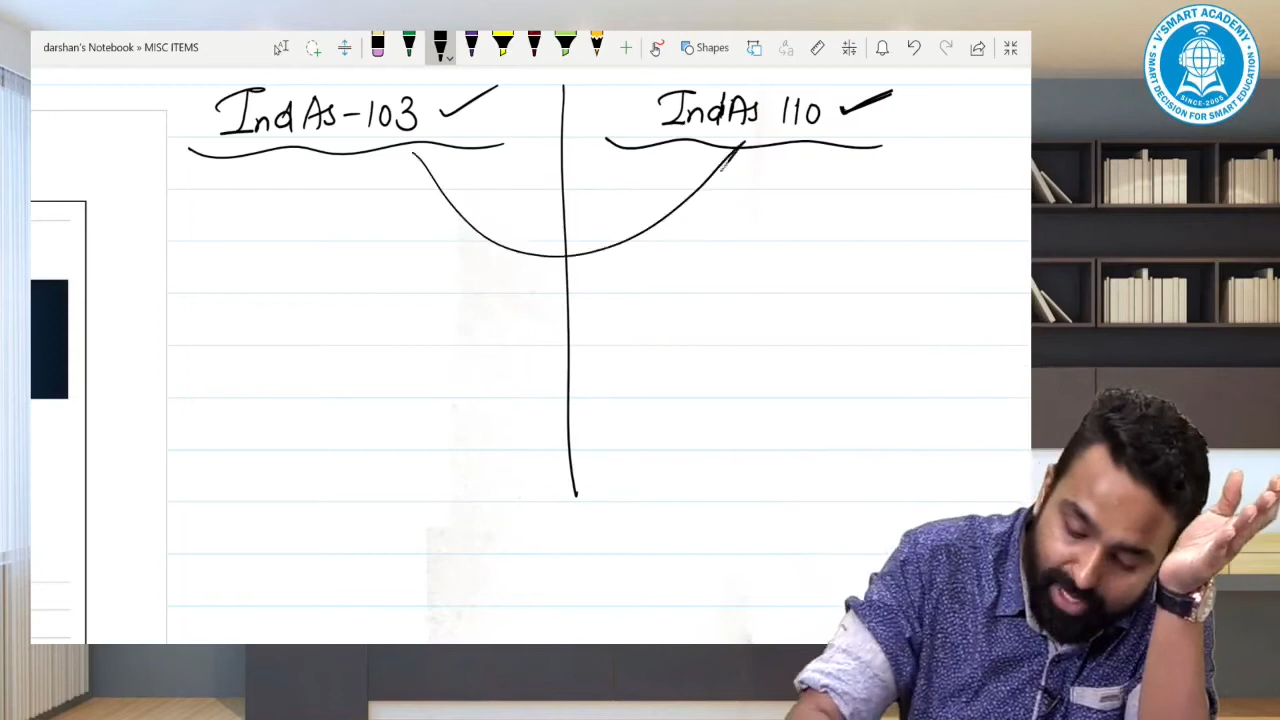 darshan's Notebook » MISC ITEMS
Shapes
IndAs-103
IndAs 110
V'SMART ACADEMY
SINCE-2005
SMART DECISION FOR SMART EDUCATION